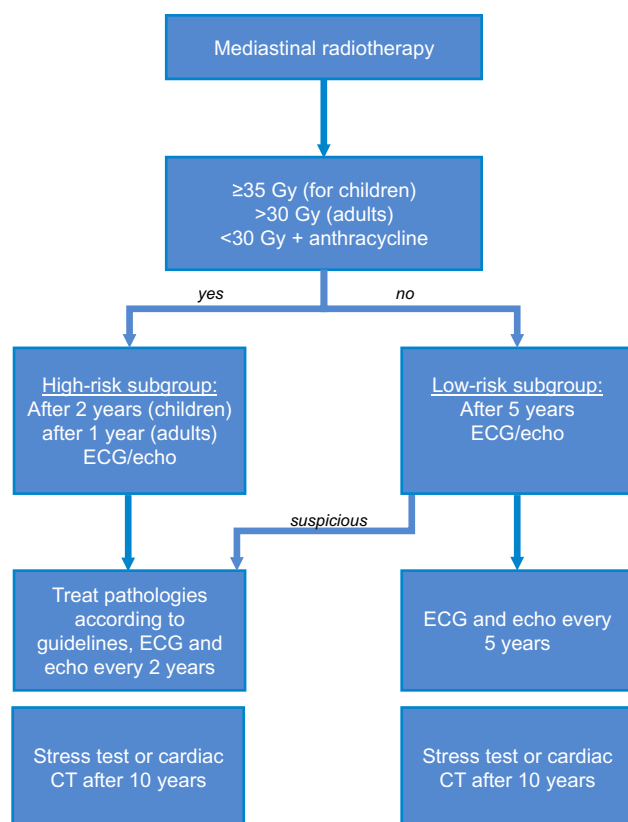 Mediastinal radiotherapy
≥35 Gy (for children)
>30 Gy (adults)
<30 Gy + anthracycline
yes
no
High-risk subgroup:
After 2 years (children)
after 1 year (adults)
ECG/echo
Low-risk subgroup:
After 5 years
ECG/echo
suspicious
Treat pathologies
according to
guidelines, ECG and
echo every 2 years
ECG and echo every
5 years
Stress test or cardiac
CT after 10 years
Stress test or cardiac
CT after 10 years